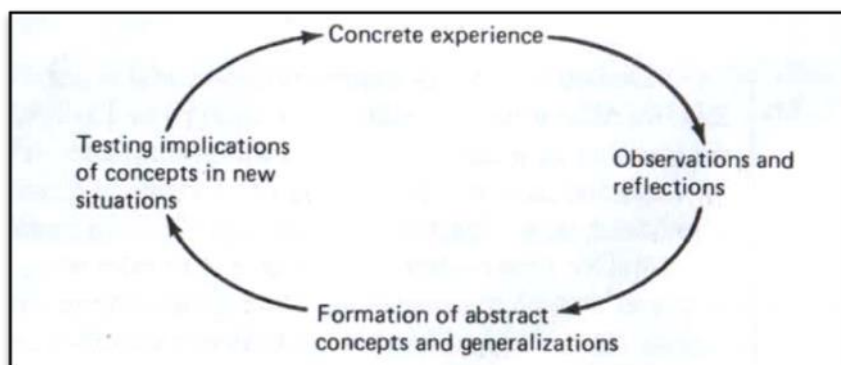 Concrete experience
Testing implications
of concepts in new
situations
Observations and
reflections
Formation of abstract
concepts and generalizations